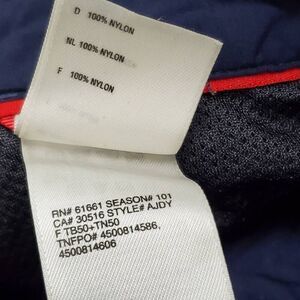 D 100% NYLON
NL 100% NYLON
F 100% NYLON
RN# 61661 SEASON# 101
CA# 30516 STYLE# AJDY
F TB50+TN50
TNFPO# 4500814586,
4500814606